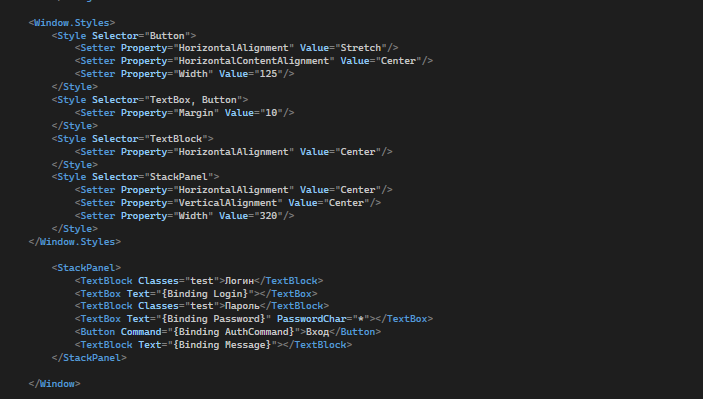 <Window.Styles>
<Style Selector="Button">
<Setter Property="HorizontalAlignment" Value="Stretch"/>
<Setter Property="HorizontalContentAlignment" Value="Center"/>
<Setter Property="Width" Value="125"/>
</Style>
<Style Selector="TextBox, Button">
<Setter Property="Margin" Value="10"/>
</Style>
<Style Selector="TextBlock">
<Setter Property="HorizontalAlignment" Value="Center"/>
</Style>
<Style Selector="StackPanel">
<Setter Property="HorizontalAlignment" Value="Center"/>
<Setter Property="VerticalAlignment" Value="Center"/>
<Setter Property="Width" Value="320"/>
</Style>
</Window.Styles>
<StackPanel>
<TextBlock Classes="test">Логин</TextBlock>
<TextBox Text="{Binding Login}"></TextBox>
<TextBlock Classes="test">Пароль</TextBlock>
<TextBox Text="{Binding Password}" PasswordChar="*"></TextBox>
<Button Command="{Binding AuthCommand}">Вход</Button>
<TextBlock Text="{Binding Message}"></TextBlock>
</StackPanel>
</Window>